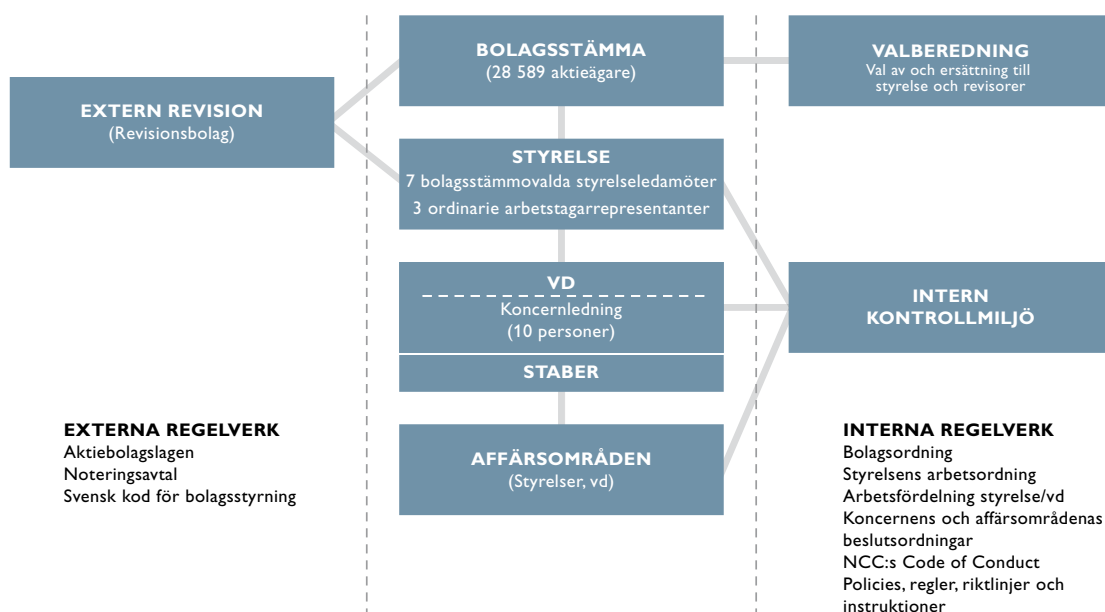 BOLAGSSTÄMMA
(28 589 aktieägare)
VALBEREDNING
Val av och ersättning till
styrelse och revisorer
EXTERN REVISION
(Revisionsbolag)
STYRELSE
7 bolagsstämmovalda styrelseledamöter
3 ordinarie arbetstagarrepresentanter
VD
Koncernledning
(10 personer)
STABER
INTERN
KONTROLLMILJÖ
AFFÄRSOMRÅDEN
(Styrelser, vd)
EXTERNA REGELVERK
Aktiebolagslagen
Noteringsavtal
Svensk kod för bolagsstyrning
INTERNA REGELVERK
Bolagsordning
Styrelsens arbetsordning
Arbetsfördelning styrelse/vd
Koncernens och affärsområdenas
beslutsordningar
NCC:s Code of Conduct
Policies, regler, riktlinjer och
instruktioner